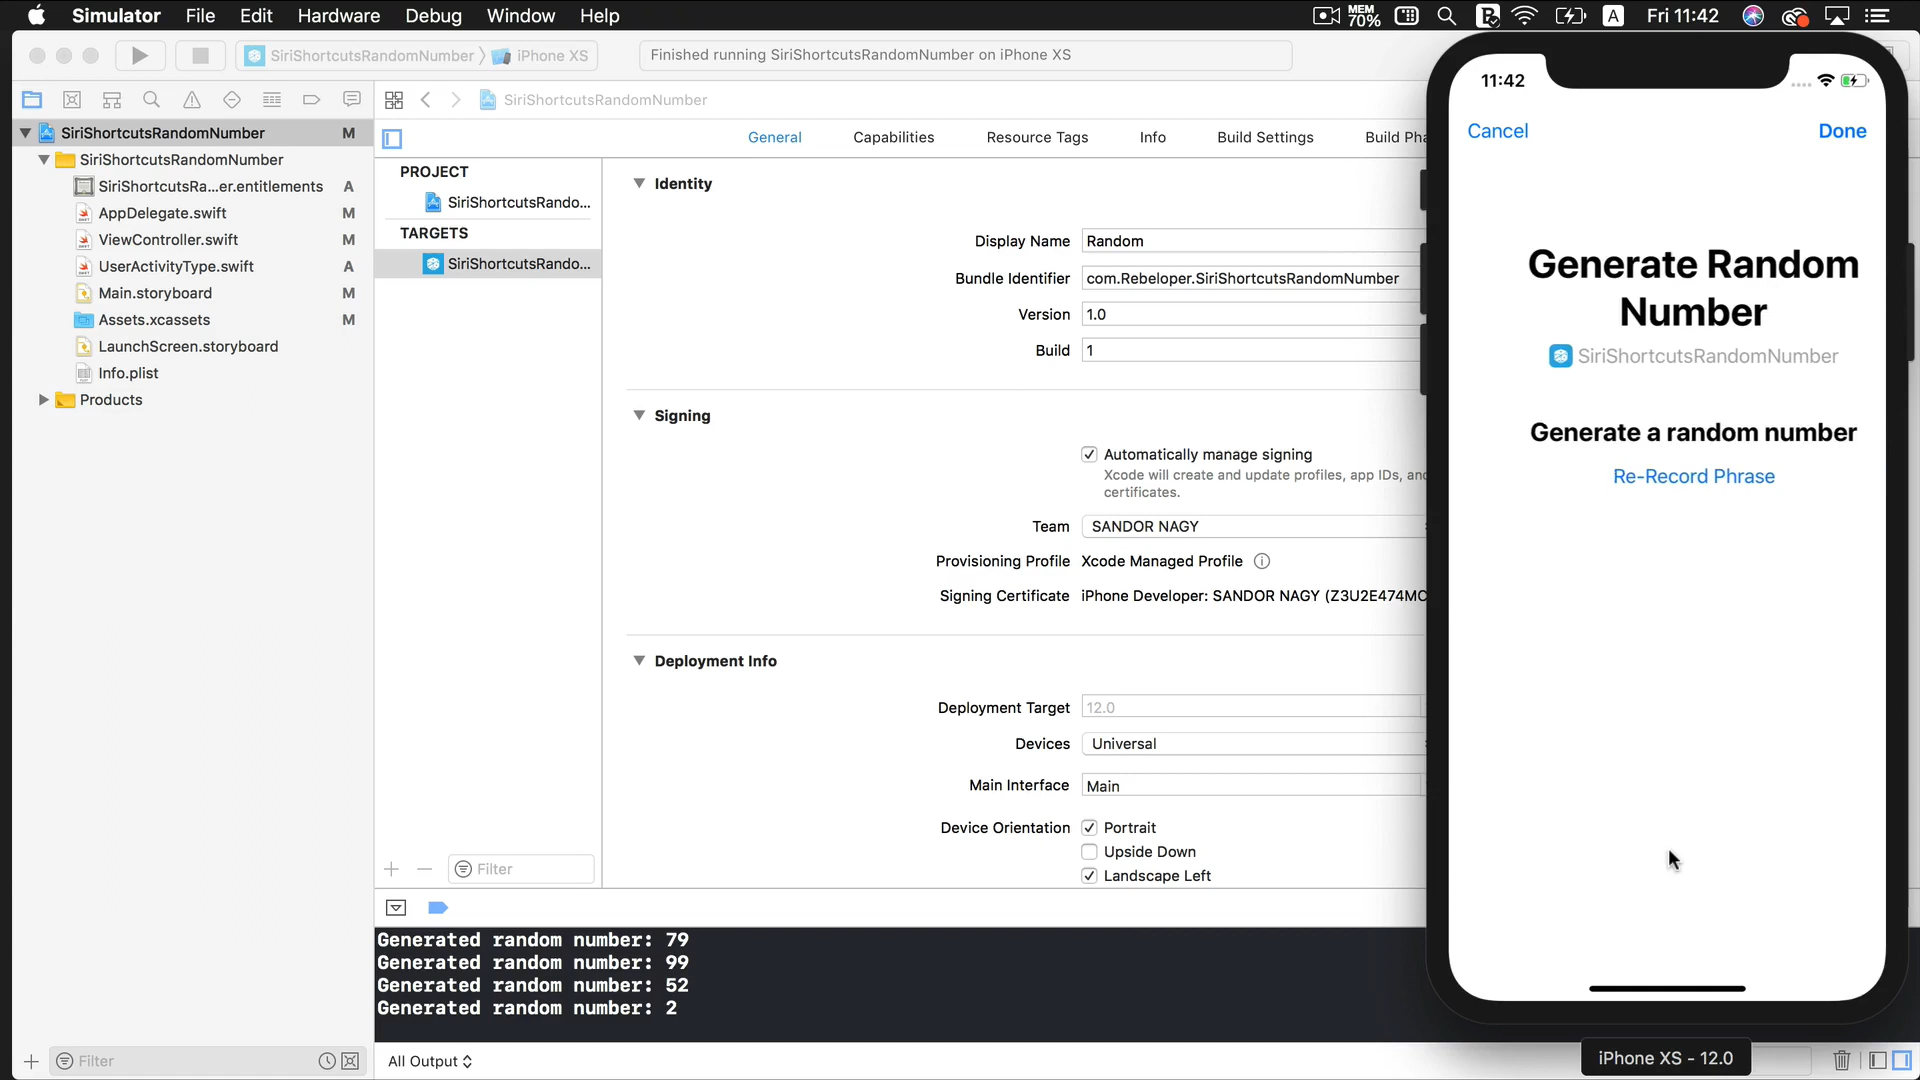 Simulator File Edit Hardware Debug Window Help
MEM 70% A Fri 11:42
SiriShortcutsRandomNumber iPhone XS
Finished running SiriShortcutsRandomNumber on iPhone XS
SiriShortcutsRandomNumber M
SiriShortcutsRandomNumber
SiriShortcutsRa...er.entitlements A
AppDelegate.swift M
ViewController.swift M
UserActivityType.swift A
Main.storyboard M
Assets.xcassets M
LaunchScreen.storyboard
Info.plist
Products
Filter
SiriShortcutsRandomNumber
General Capabilities Resource Tags Info Build Settings Build Pha
PROJECT
SiriShortcutsRando...
TARGETS
SiriShortcutsRando...
Filter
Identity
Display Name Random
Bundle Identifier com.Rebeloper.SiriShortcutsRandomNumber
Version 1.0
Build 1
Signing
Automatically manage signing
Xcode will create and update profiles, app IDs, and
certificates.
Team SANDOR NAGY
Provisioning Profile Xcode Managed Profile
Signing Certificate iPhone Developer: SANDOR NAGY (Z3U2E474MC
Deployment Info
Deployment Target 12.0
Devices Universal
Main Interface Main
Device Orientation Portrait
Upside Down
Landscape Left
Generated random number: 79
Generated random number: 99
Generated random number: 52
Generated random number: 2
All Output
11:42
Cancel Done
Generate Random
Number
SiriShortcutsRandomNumber
Generate a random number
Re-Record Phrase
iPhone XS - 12.0